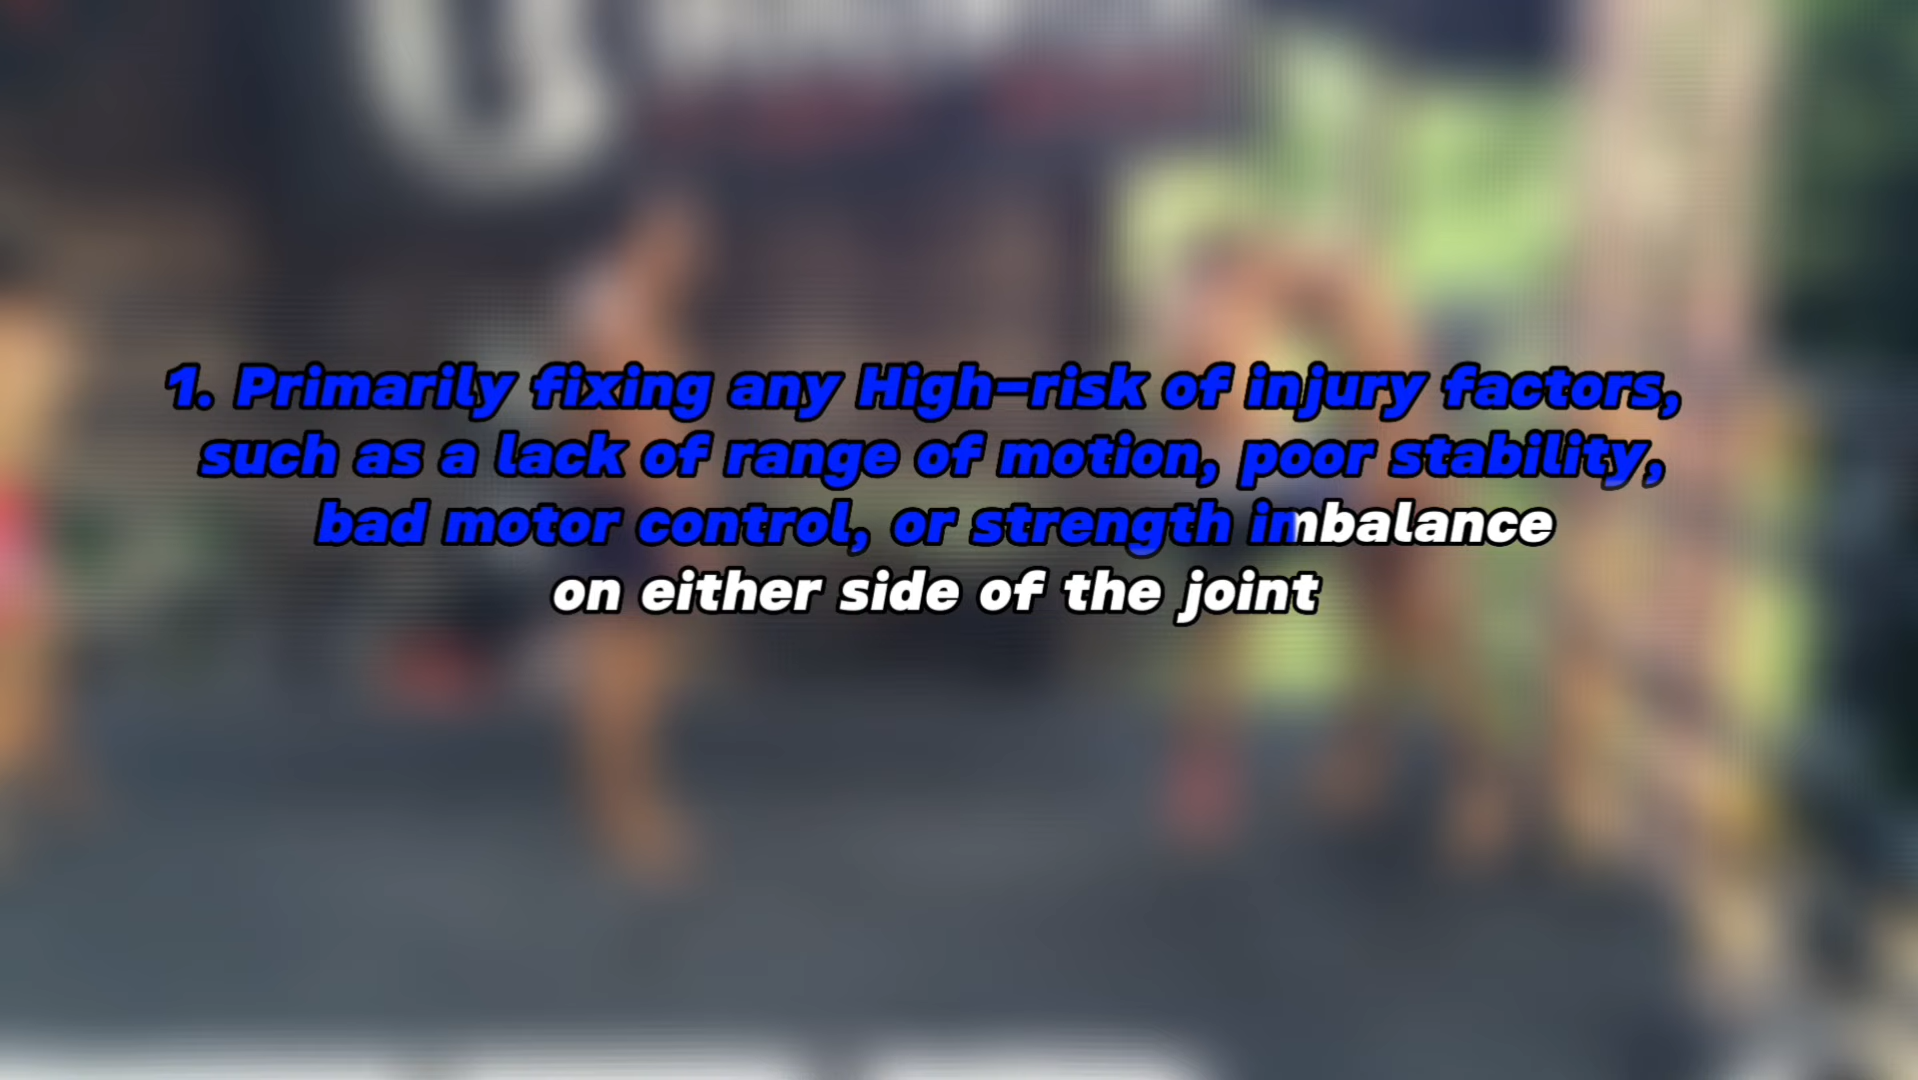 1. Primarily fixing any High-risk of injury factors,
such as a lack of range of motion, poor stability,
bad motor control, or strength imbalance
on either side of the joint